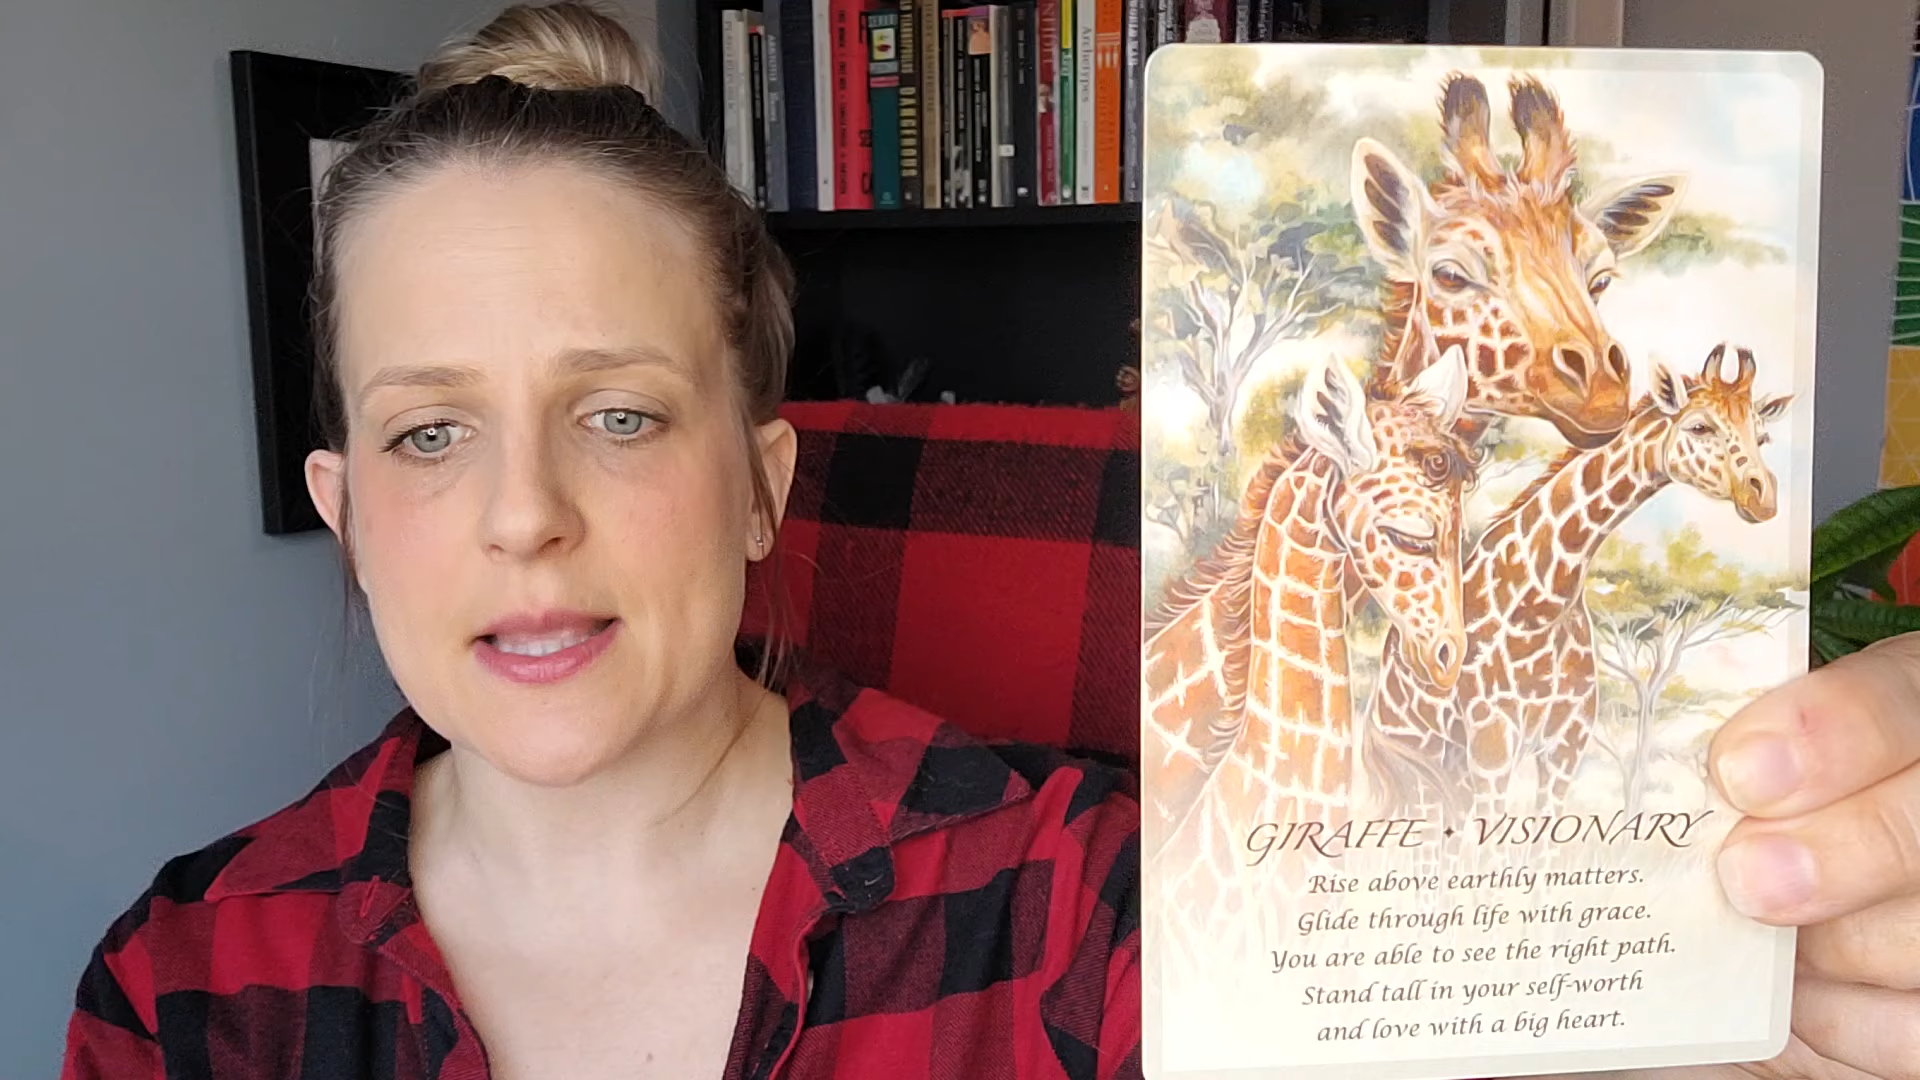 Archetypes
GIRAFFE • VISIONARY
Rise above earthly matters.
Glide through life with grace.
You are able to see the right path.
Stand tall in your self-worth
and love with a big heart.